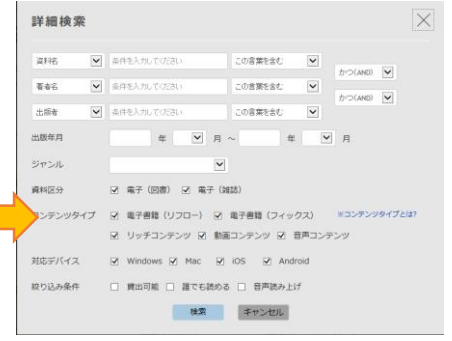 詳細検索
資料名 条件を入力してください この言葉を含む かつ(AND)
著者名 条件を入力してください この言葉を含む かつ(AND)
出版者 条件を入力してください この言葉を含む
出版年月 年 月 ~ 年 月
ジャンル
資料区分 電子（図書） 電子（雑誌）
コンテンツタイプ 電子書籍（リフロー） 電子書籍（フィックス） ※コンテンツタイプとは?
リッチコンテンツ 動画コンテンツ 音声コンテンツ
対応デバイス Windows Mac iOS Android
絞り込み条件 貸出可能 誰でも読める 音声読み上げ
検索 キャンセル